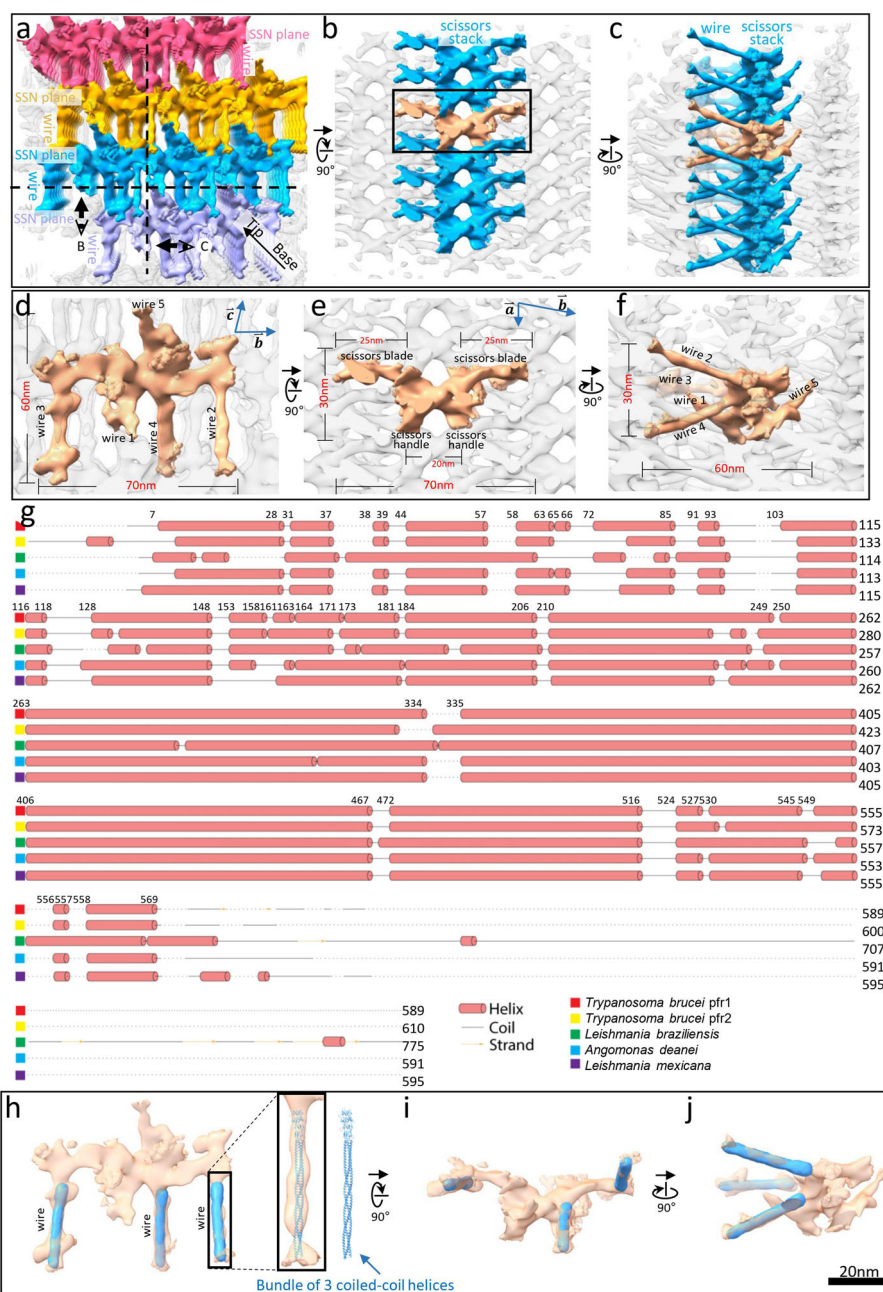 a
SSN plane
wire
SSN plane
wire
SSN plane
wire
SSN plane
wire
B
C
Tip
Base
90°
b
scissors
stack
90°
c
wire
scissors
stack
d
wire 5
c
b
60nm
wire 3
wire 1
wire 4
wire 2
70nm
90°
e
a
b
25nm
25nm
scissors blade
scissors blade
30nm
scissors
handle
scissors
handle
20nm
70nm
90°
f
30nm
wire 2
wire 3
wire 1
wire 4
wire 5
60nm
g
7 28 31 37 38 39 44 57 58 63 65 66 72 85 91 93 103
115
133
114
113
115
116 118 128 148 153 158 161 163 164 171 173 181 184 206 210 249 250
262
280
257
260
262
263 334 335
405
423
407
403
405
406 467 472 516 524 527 530 545 549
555
573
557
553
555
556 557 558 569
589
600
707
591
595
589
610
775
591
595
Helix
Coil
Strand
Trypanosoma brucei pfr1
Trypanosoma brucei pfr2
Leishmania braziliensis
Angomonas deanei
Leishmania mexicana
h
wire
wire
wire
Bundle of 3 coiled-coil helices
90°
i
90°
j
20nm